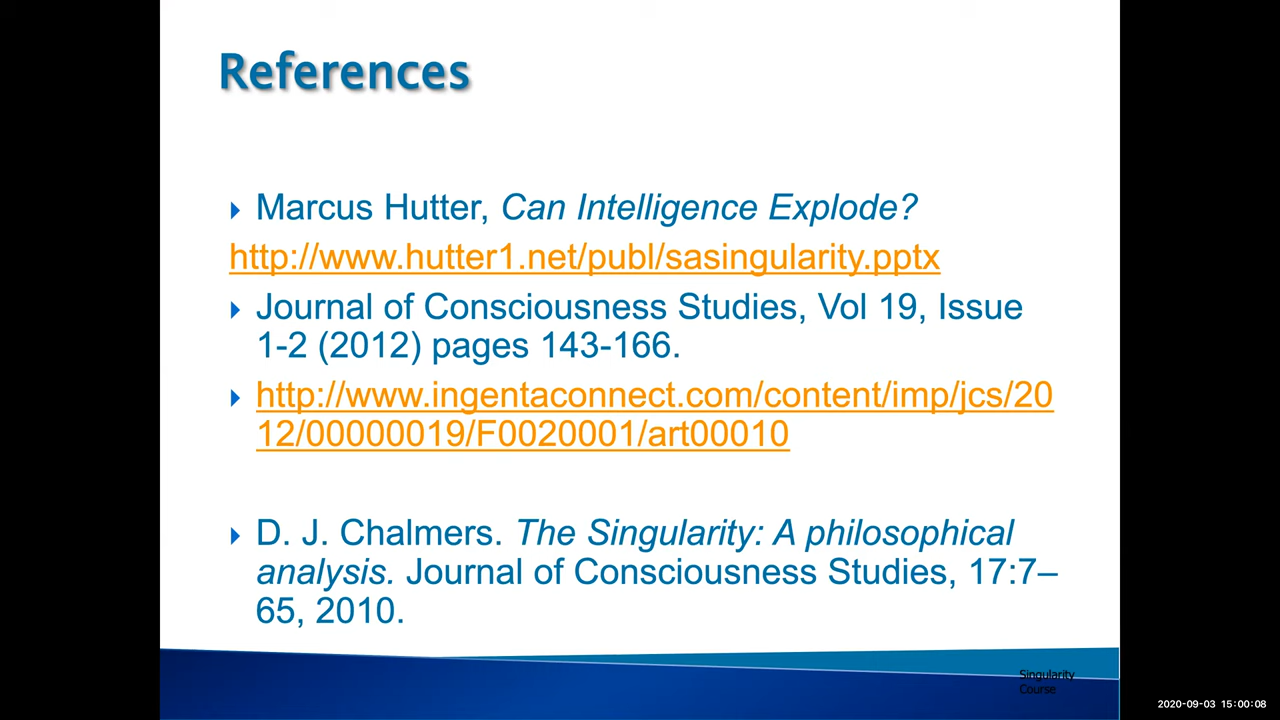 References
Marcus Hutter, Can Intelligence Explode?
http://www.hutter1.net/publ/sasingularity.pptx
Journal of Consciousness Studies, Vol 19, Issue
1-2 (2012) pages 143-166.
http://www.ingentaconnect.com/content/imp/jcs/20
12/00000019/F0020001/art00010
D. J. Chalmers. The Singularity: A philosophical
analysis. Journal of Consciousness Studies, 17:7–
65, 2010.
Singularity
Course
2020-09-03 15:00:08